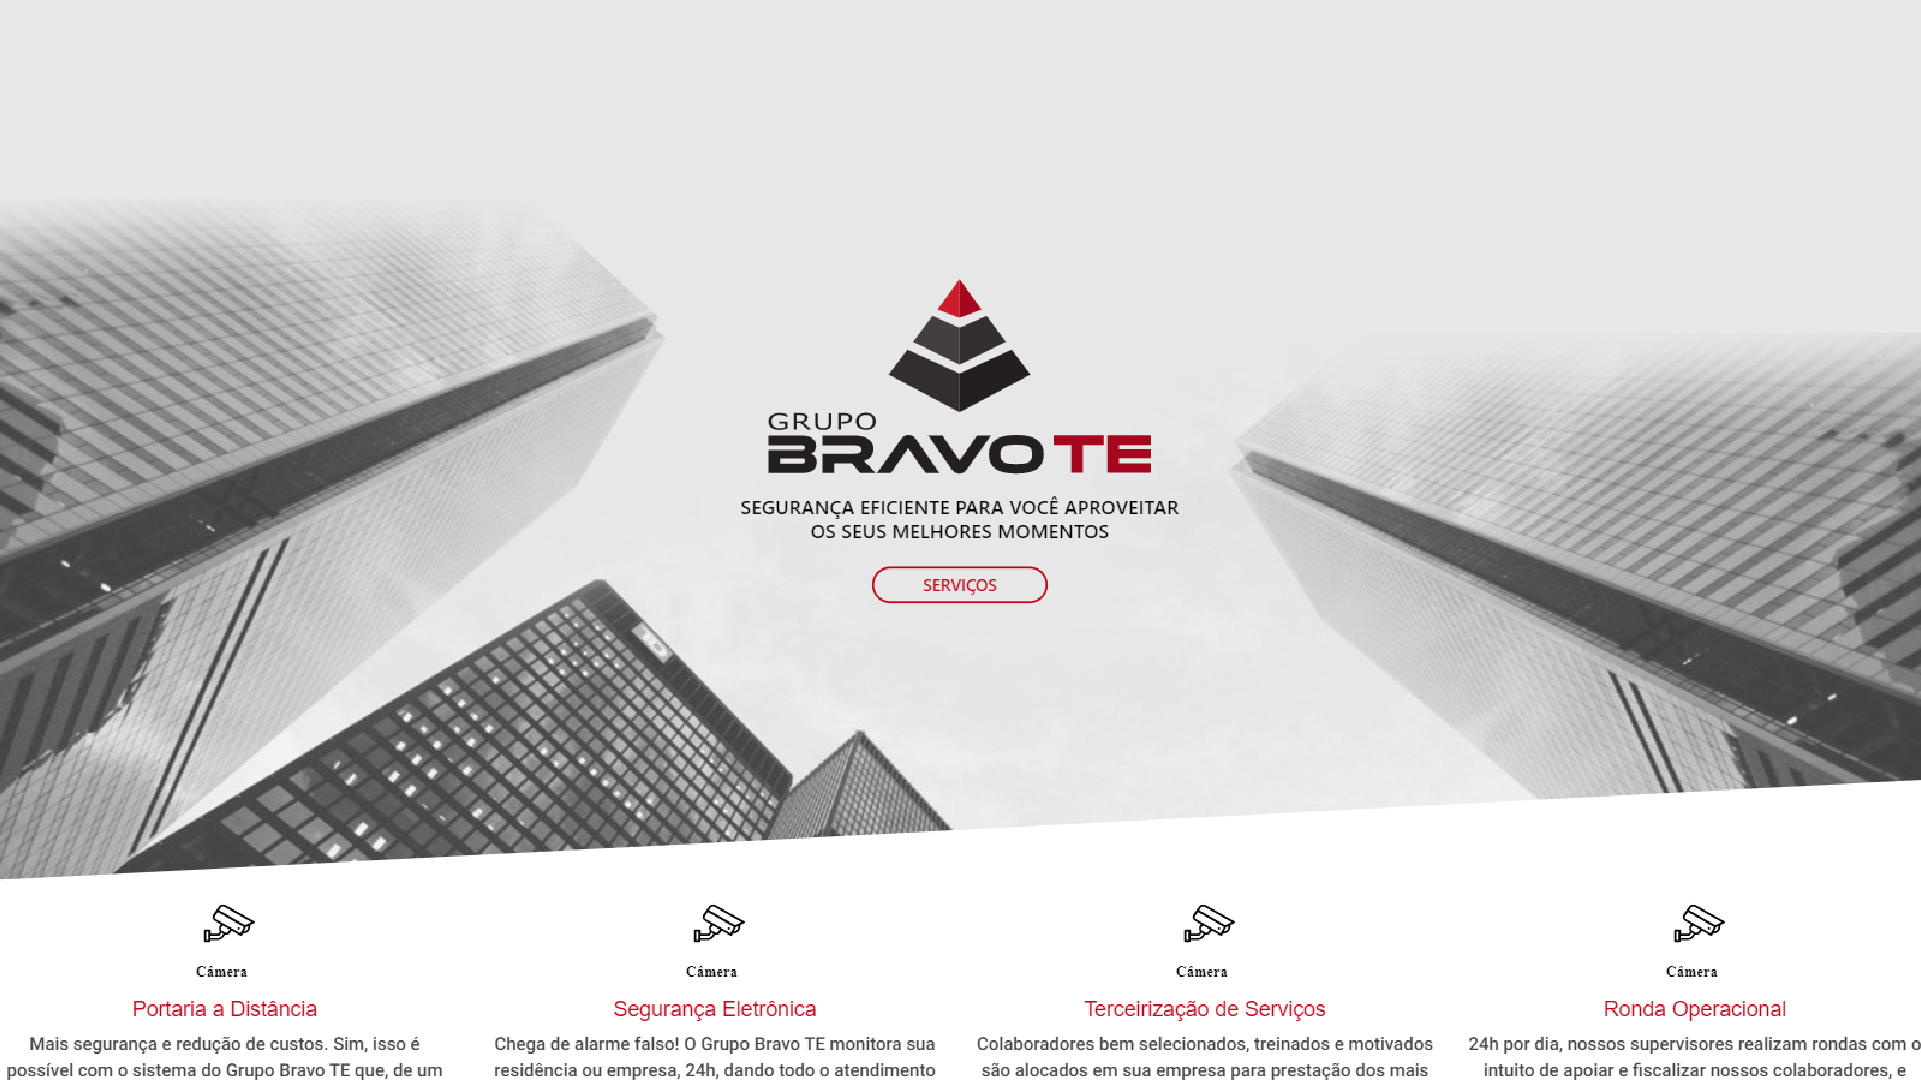 GRUPO
BRAVOTE
SEGURANÇA EFICIENTE PARA VOCÊ APROVEITAR
OS SEUS MELHORES MOMENTOS
SERVIÇOS
Câmera
Portaria a Distância
Mais segurança e redução de custos. Sim, isso é
possível com o sistema do Grupo Bravo TE que, de um
Câmera
Segurança Eletrônica
Chega de alarme falso! O Grupo Bravo TE monitora sua
residência ou empresa, 24h, dando todo o atendimento
Câmera
Terceirização de Serviços
Colaboradores bem selecionados, treinados e motivados
são alocados em sua empresa para prestação dos mais
Câmera
Ronda Operacional
24h por dia, nossos supervisores realizam rondas com o
intuito de apoiar e fiscalizar nossos colaboradores, e